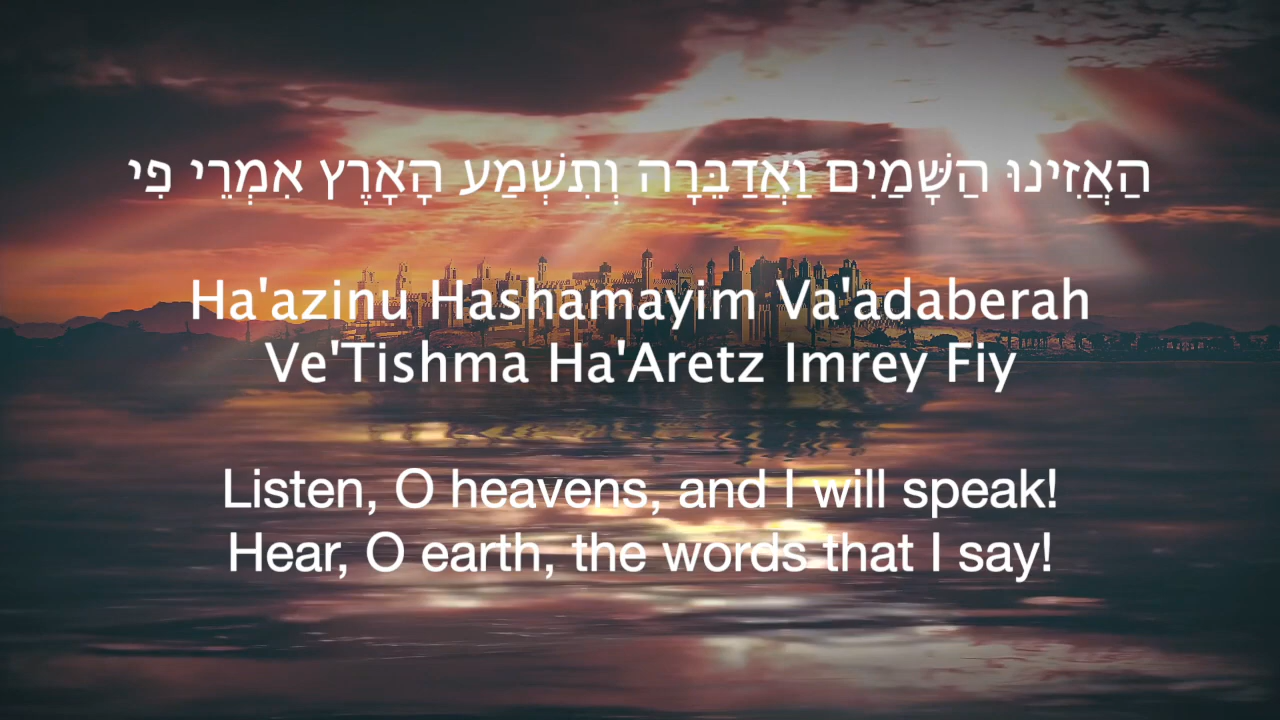 הַאֲזִינוּ הַשָּׁמַיִם וַאֲדַבֵּרָה וְתִשְׁמַע הָאָרֶץ אִמְרֵי פִי
Ha'azinu Hashamayim Va'adaberah
Ve'Tishma Ha'Aretz Imrey Fiy
Listen, O heavens, and I will speak!
Hear, O earth, the words that I say!